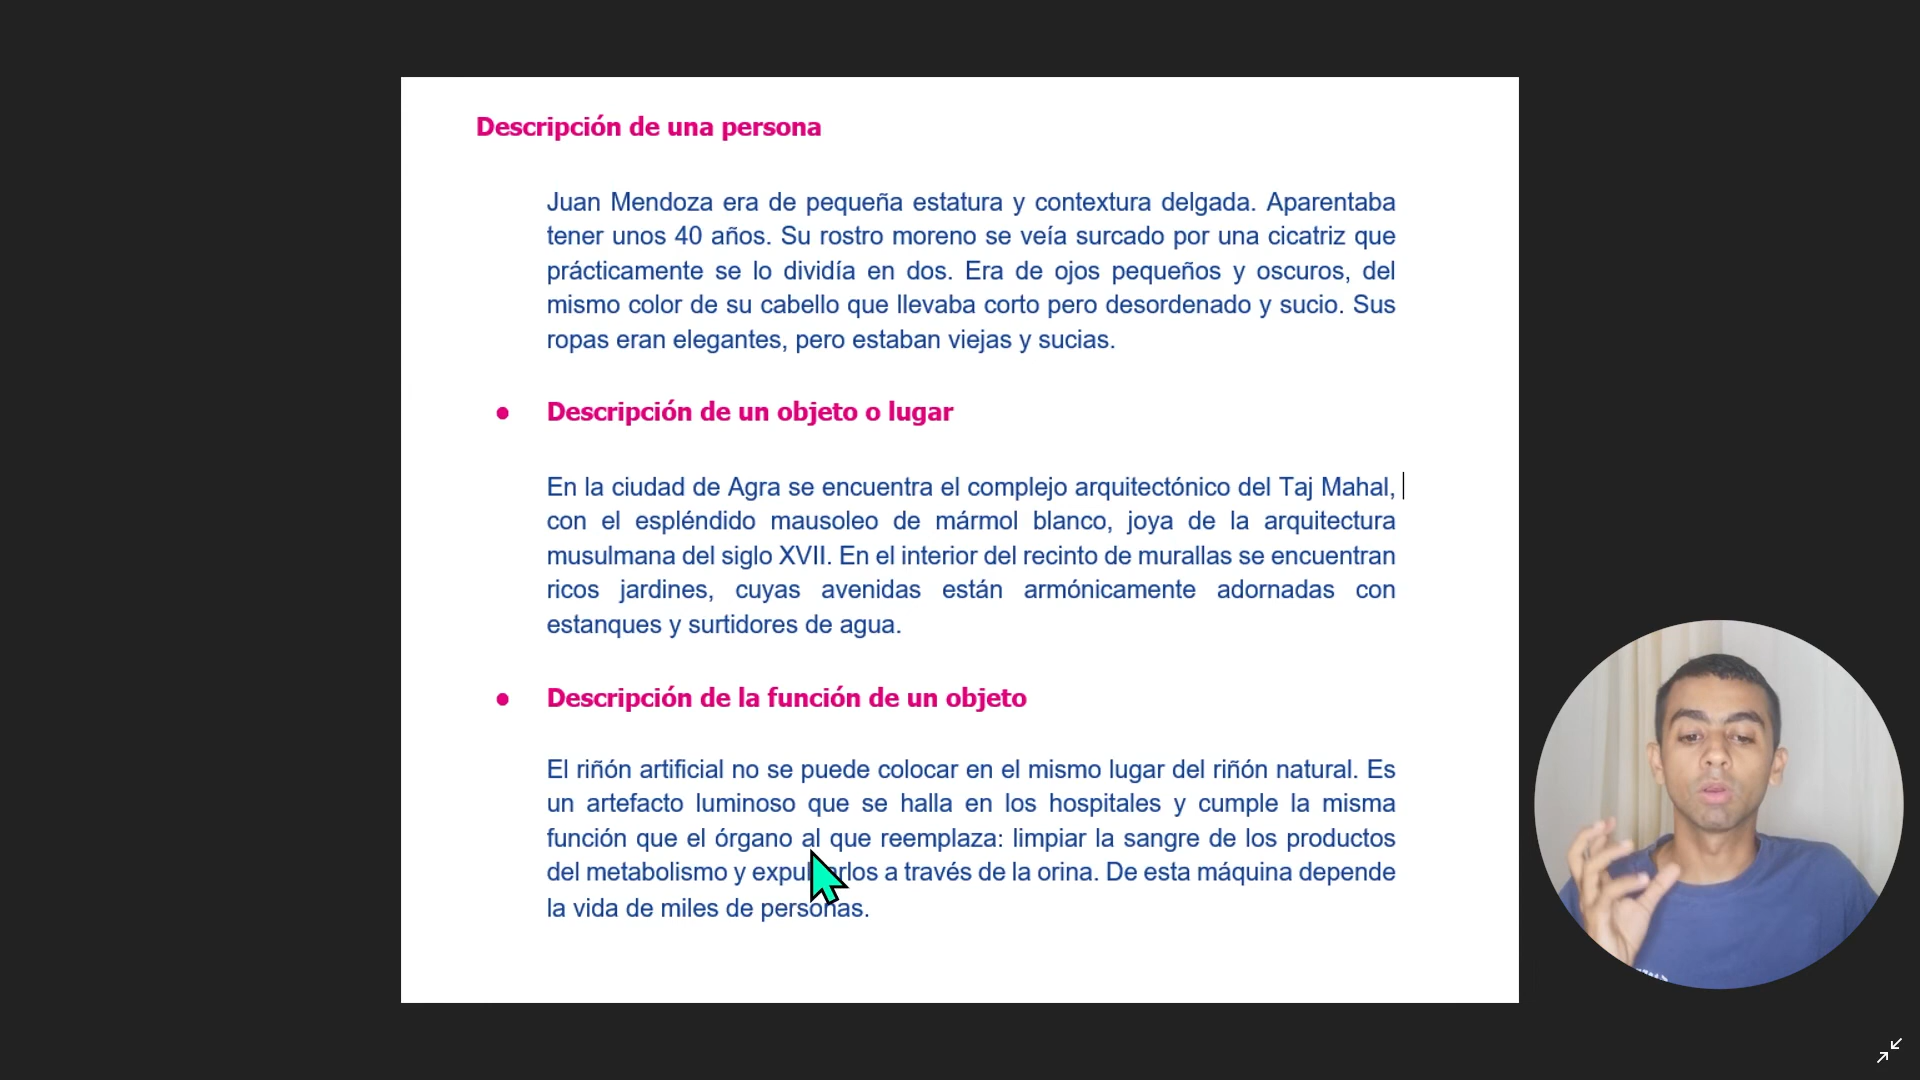 Descripción de una persona
Juan Mendoza era de pequeña estatura y contextura delgada. Aparentaba
tener unos 40 años. Su rostro moreno se veía surcado por una cicatriz que
prácticamente se lo dividía en dos. Era de ojos pequeños y oscuros, del
mismo color de su cabello que llevaba corto pero desordenado y sucio. Sus
ropas eran elegantes, pero estaban viejas y sucias.
● Descripción de un objeto o lugar
En la ciudad de Agra se encuentra el complejo arquitectónico del Taj Mahal,
con el espléndido mausoleo de mármol blanco, joya de la arquitectura
musulmana del siglo XVII. En el interior del recinto de murallas se encuentran
ricos jardines, cuyas avenidas están armónicamente adornadas con
estanques y surtidores de agua.
● Descripción de la función de un objeto
El riñón artificial no se puede colocar en el mismo lugar del riñón natural. Es
un artefacto luminoso que se halla en los hospitales y cumple la misma
función que el órgano al que reemplaza: limpiar la sangre de los productos
del metabolismo y a través de la orina. De esta máquina depende
la vida de miles de personas.